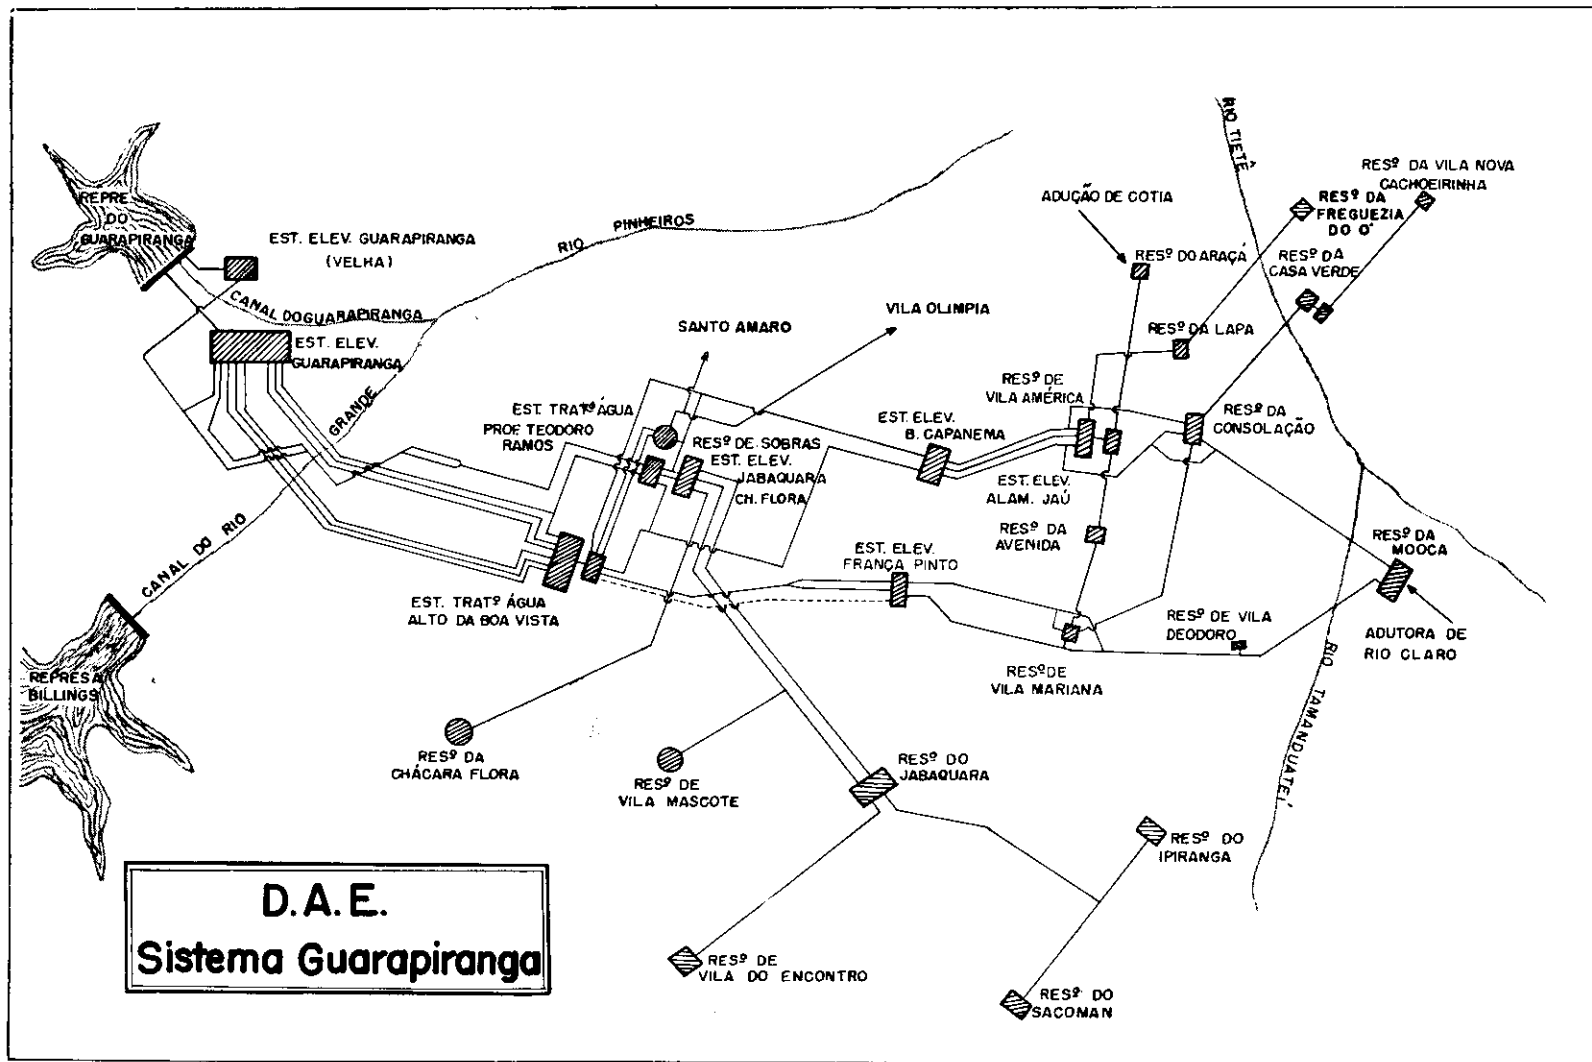 RIO TIETÊ
RESº DA VILA NOVA
CACHOEIRINHA
ADUÇÃO DE COTIA
RESº DA
FREGUEZIA
DO O'
REPRE
DO
GUARAPIRANGA
EST. ELEV. GUARAPIRANGA
(VELHA)
RIO PINHEIROS
RESº DO ARAÇÁ
RESº DA
CASA VERDE
CANAL DO GUARAPIRANGA
VILA OLIMPIA
SANTO AMARO
RESº DA LAPA
EST. ELEV.
GUARAPIRANGA
RESº DE
VILA AMÉRICA
EST. TRATº ÁGUA
PROF. TEODORO
RAMOS
EST. ELEV.
B. CAPANEMA
RESº DA
CONSOLAÇÃO
RESº DE SOBRAS
EST. ELEV.
JABAQUARA
CH. FLORA
EST. ELEV.
ALAM. JAÚ
CANAL DO RIO GRANDE
RESº DA
AVENIDA
RESº DA
MOOCA
EST. ELEV.
FRANÇA PINTO
EST. TRATº ÁGUA
ALTO DA BOA VISTA
RESº DE VILA
DEODORO
ADUTORA DE
RIO CLARO
RESº DE
VILA MARIANA
REPRESA
BILLINGS
RIO TAMANDUATEÍ
RESº DA
CHÁCARA FLORA
RESº DE
VILA MASCOTE
RESº DO
JABAQUARA
RESº DO
IPIRANGA
D.A.E.
Sistema Guarapiranga
RESº DE
VILA DO ENCONTRO
RESº DO
SACOMAN